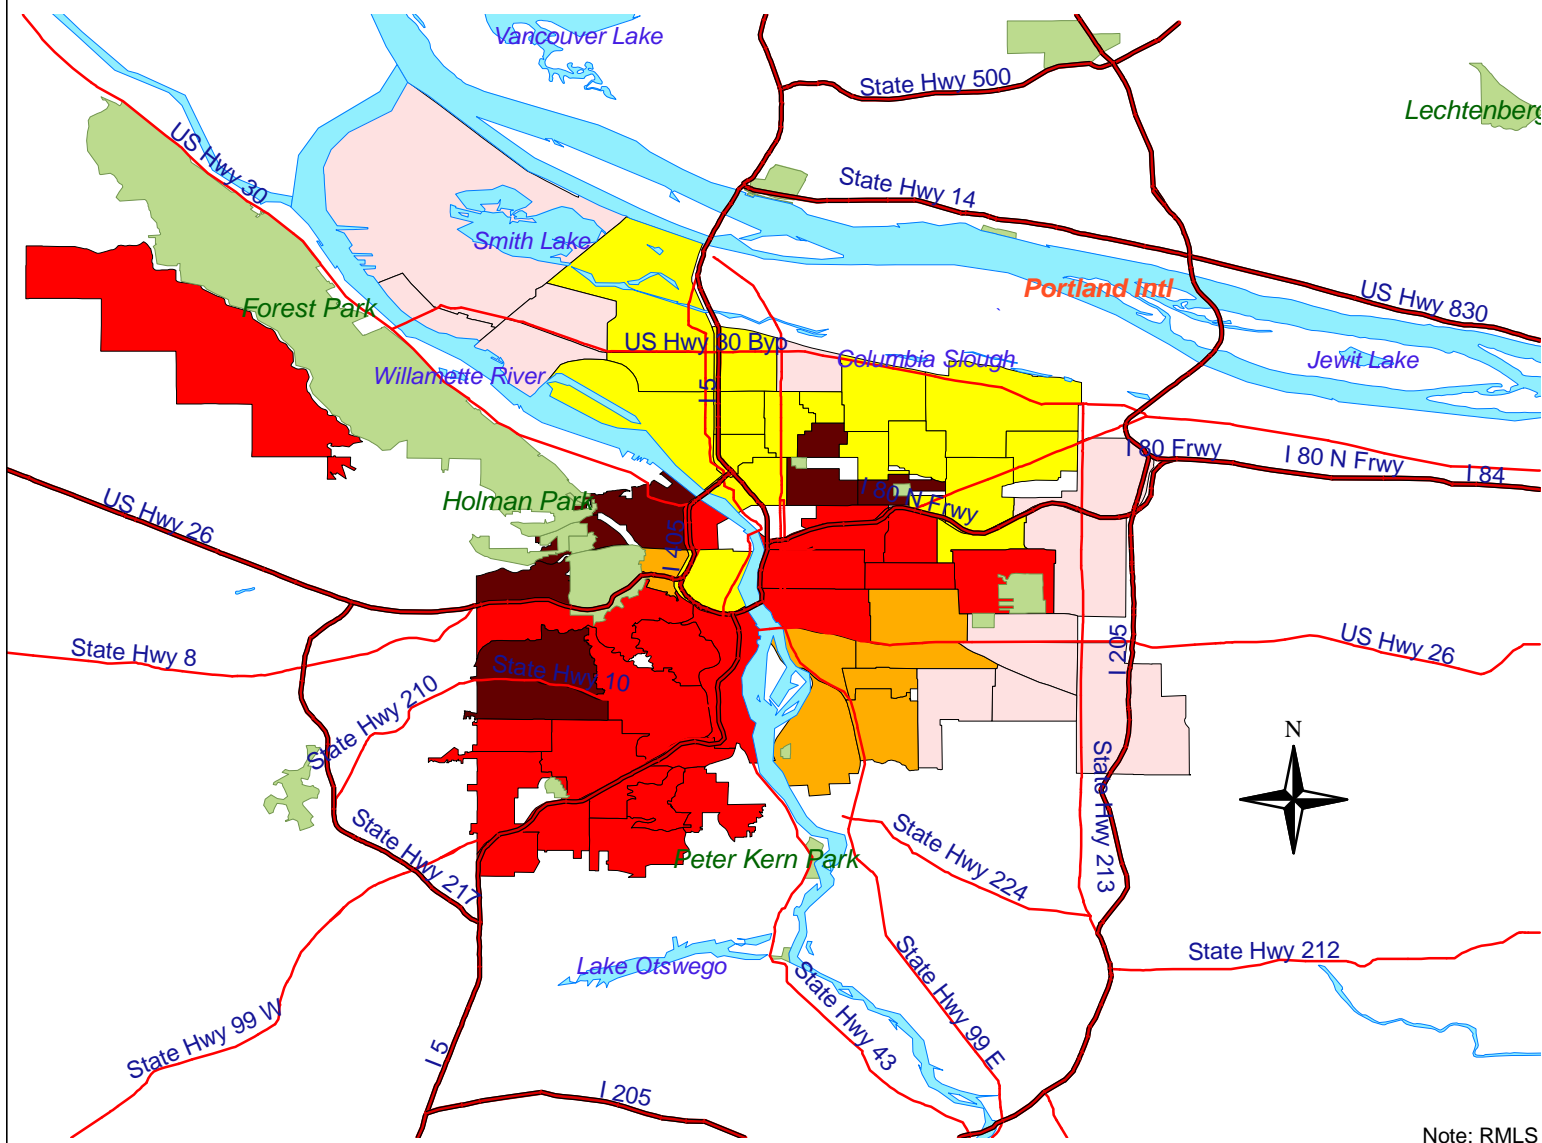 Vancouver Lake
State Hwy 500
Lechtenberg
US Hwy 30
State Hwy 14
Smith Lake
Portland Intl
US Hwy 830
Forest Park
US Hwy 30 Byp
Columbia Slough
Jewit Lake
Willamette River
I 5
I 80 Frwy
I 80 N Frwy
I 84
Holman Park
I 80 N Frwy
US Hwy 26
I 405
State Hwy 8
US Hwy 26
I 205
State Hwy 10
State Hwy 210
N
State Hwy 213
State Hwy 217
State Hwy 224
Peter Kern Park
State Hwy 212
Lake Otswego
State Hwy 43
State Hwy 99 E
State Hwy 99 W
I 5
I 205
Note: RMLS